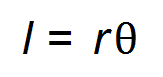 l = rθ